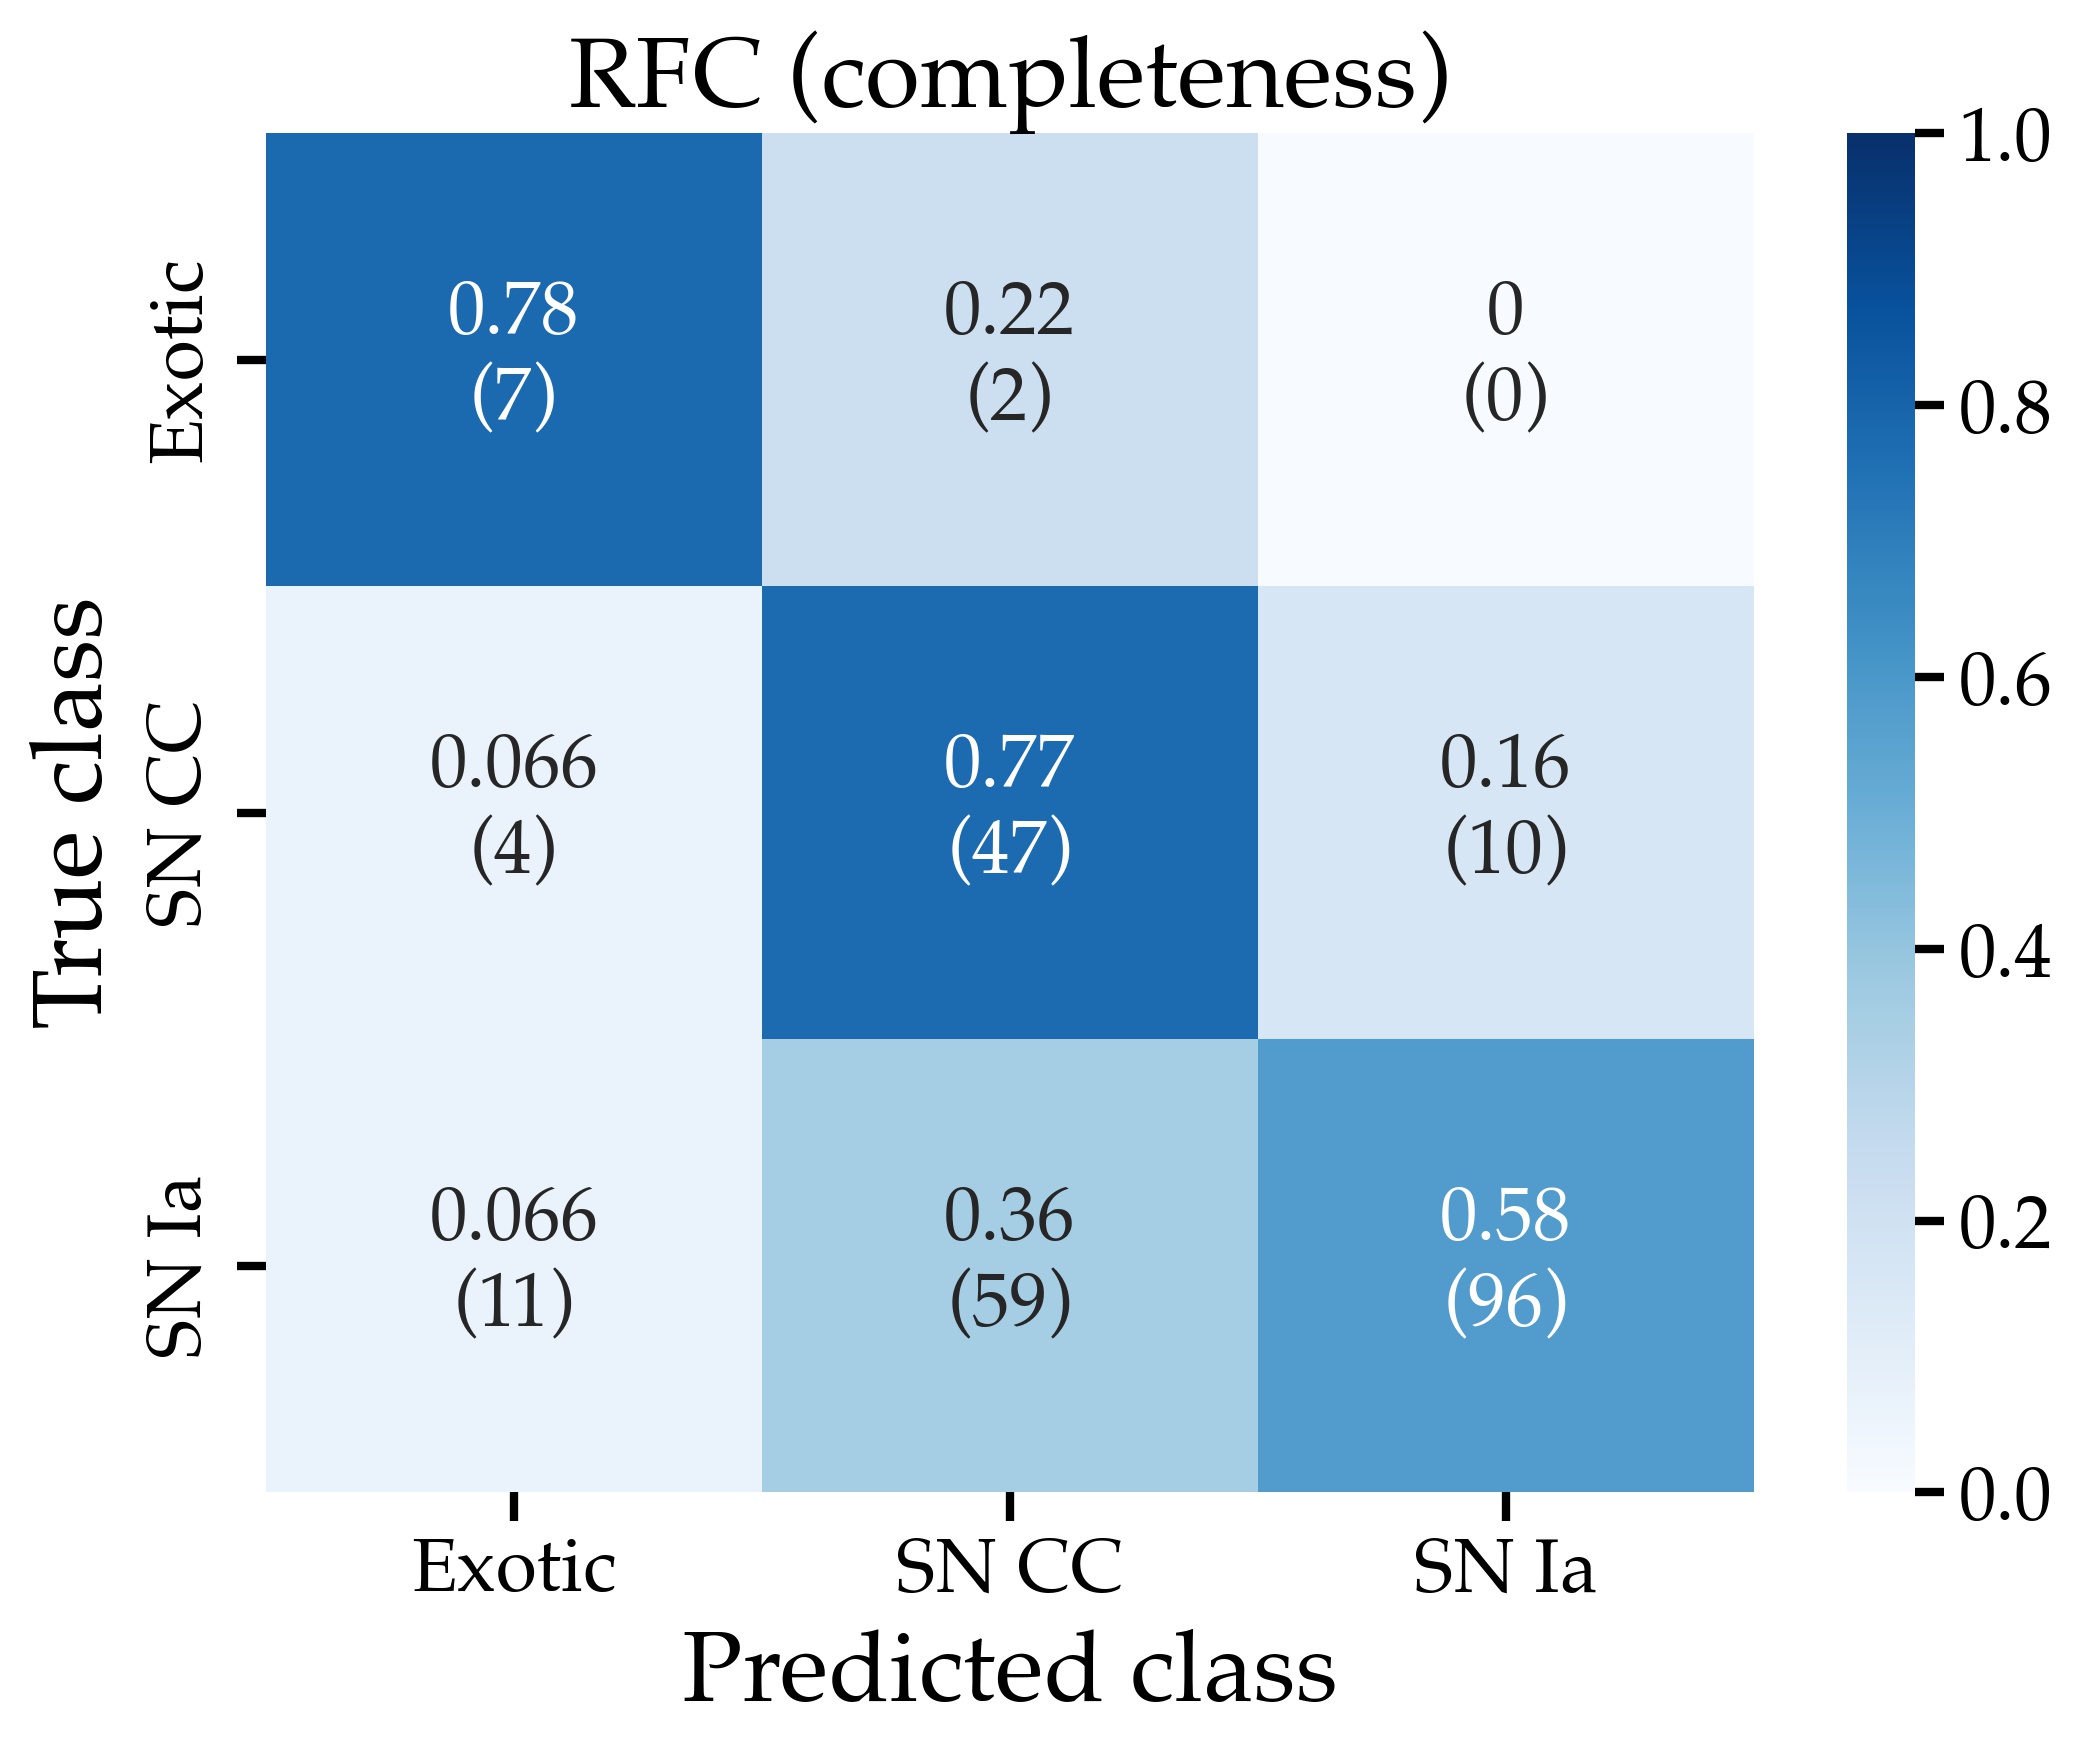 RFC (completeness)
True class
Exotic
SN CC
SN Ia
0.78
(7)
0.22
(2)
0
(0)
0.066
(4)
0.77
(47)
0.16
(10)
0.066
(11)
0.36
(59)
0.58
(96)
Exotic
SN CC
SN Ia
Predicted class
1.0
0.8
0.6
0.4
0.2
0.0